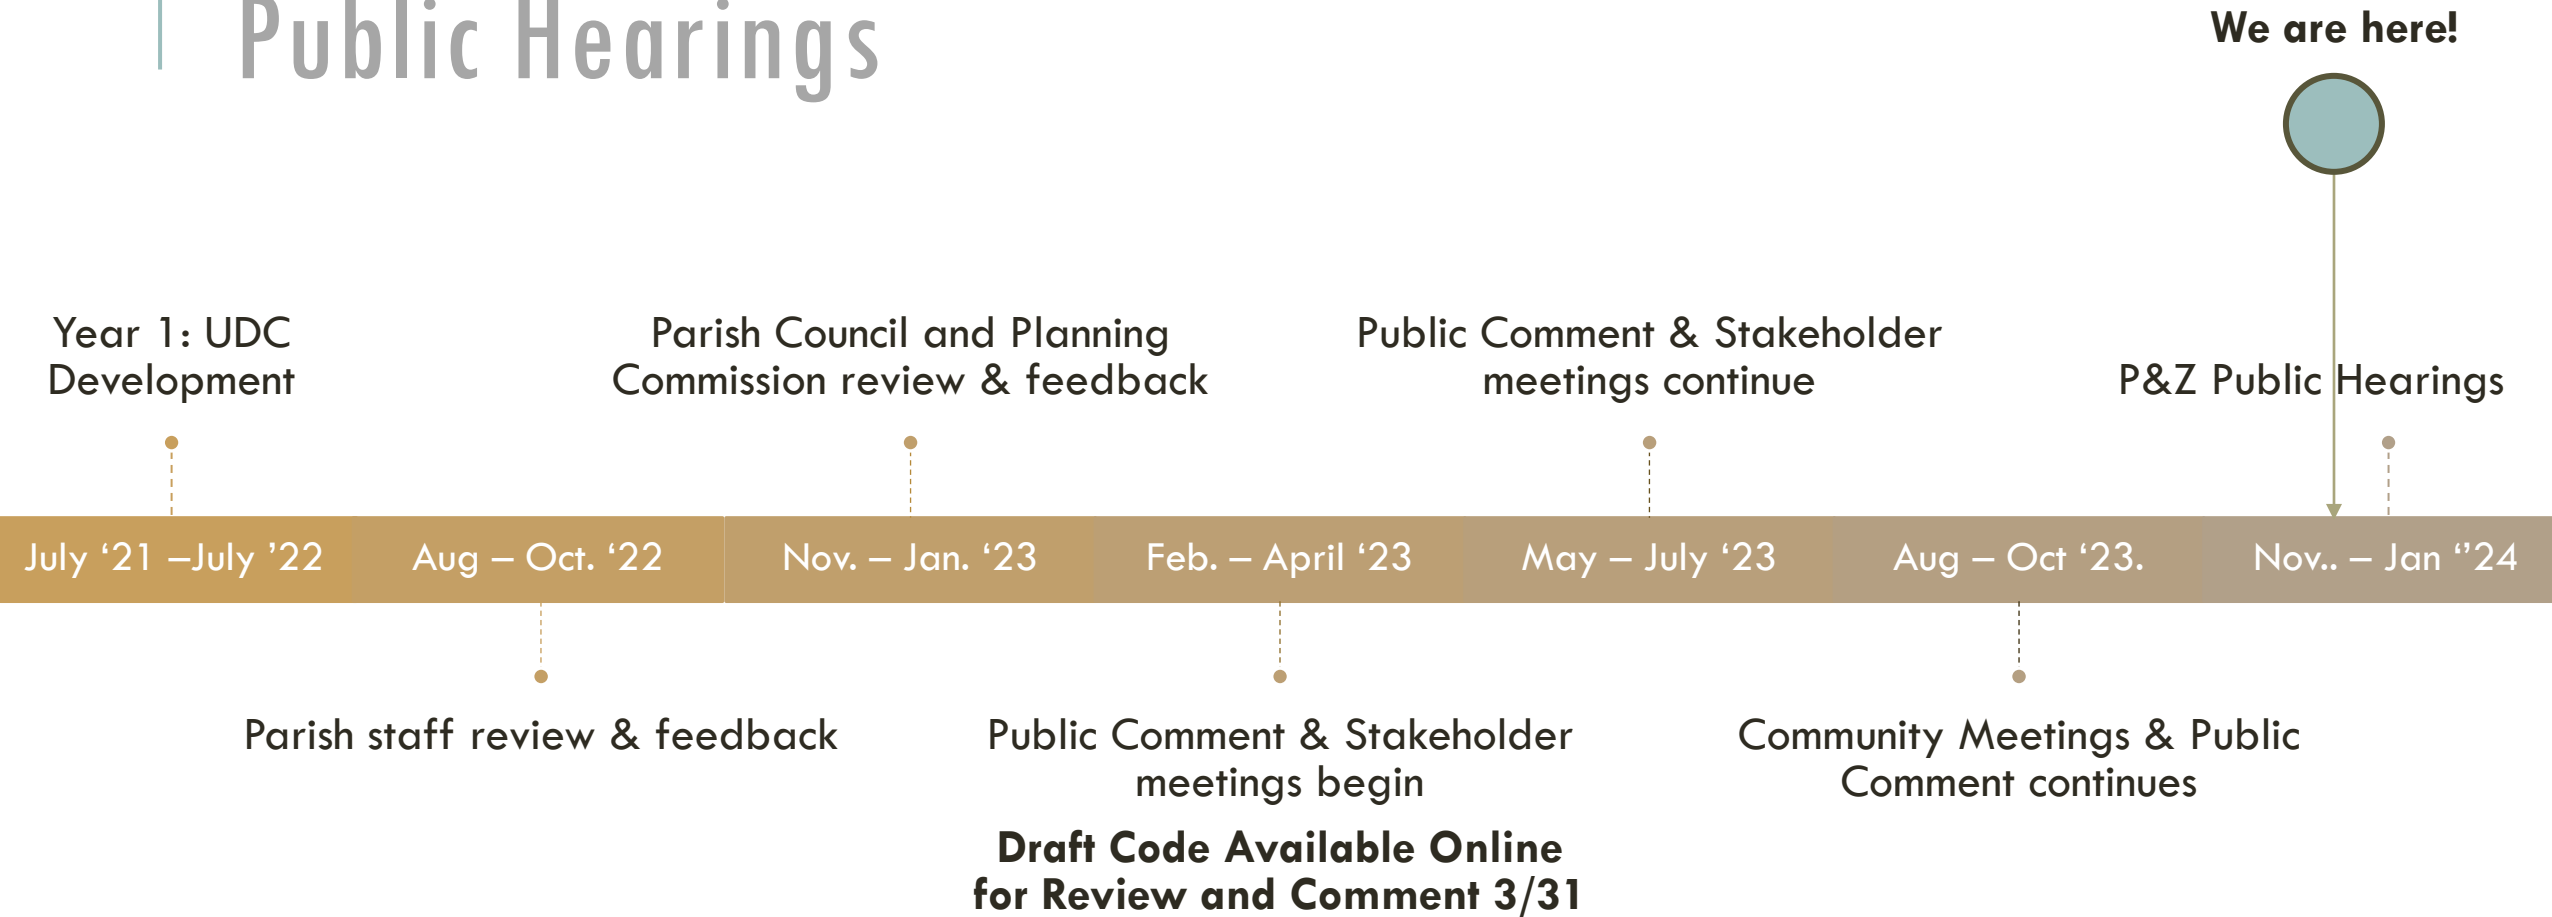 Public Hearings
We are here!
Year 1: UDC
Development
Parish Council and Planning
Commission review & feedback
Public Comment & Stakeholder
meetings continue
P&Z Public Hearings
July ‘21 –July ’22
Aug – Oct. ‘22
Nov. – Jan. ‘23
Feb. – April ‘23
May – July ‘23
Aug – Oct ‘23.
Nov.. – Jan ‘’24
Parish staff review & feedback
Public Comment & Stakeholder
meetings begin
Draft Code Available Online
for Review and Comment 3/31
Community Meetings & Public
Comment continues